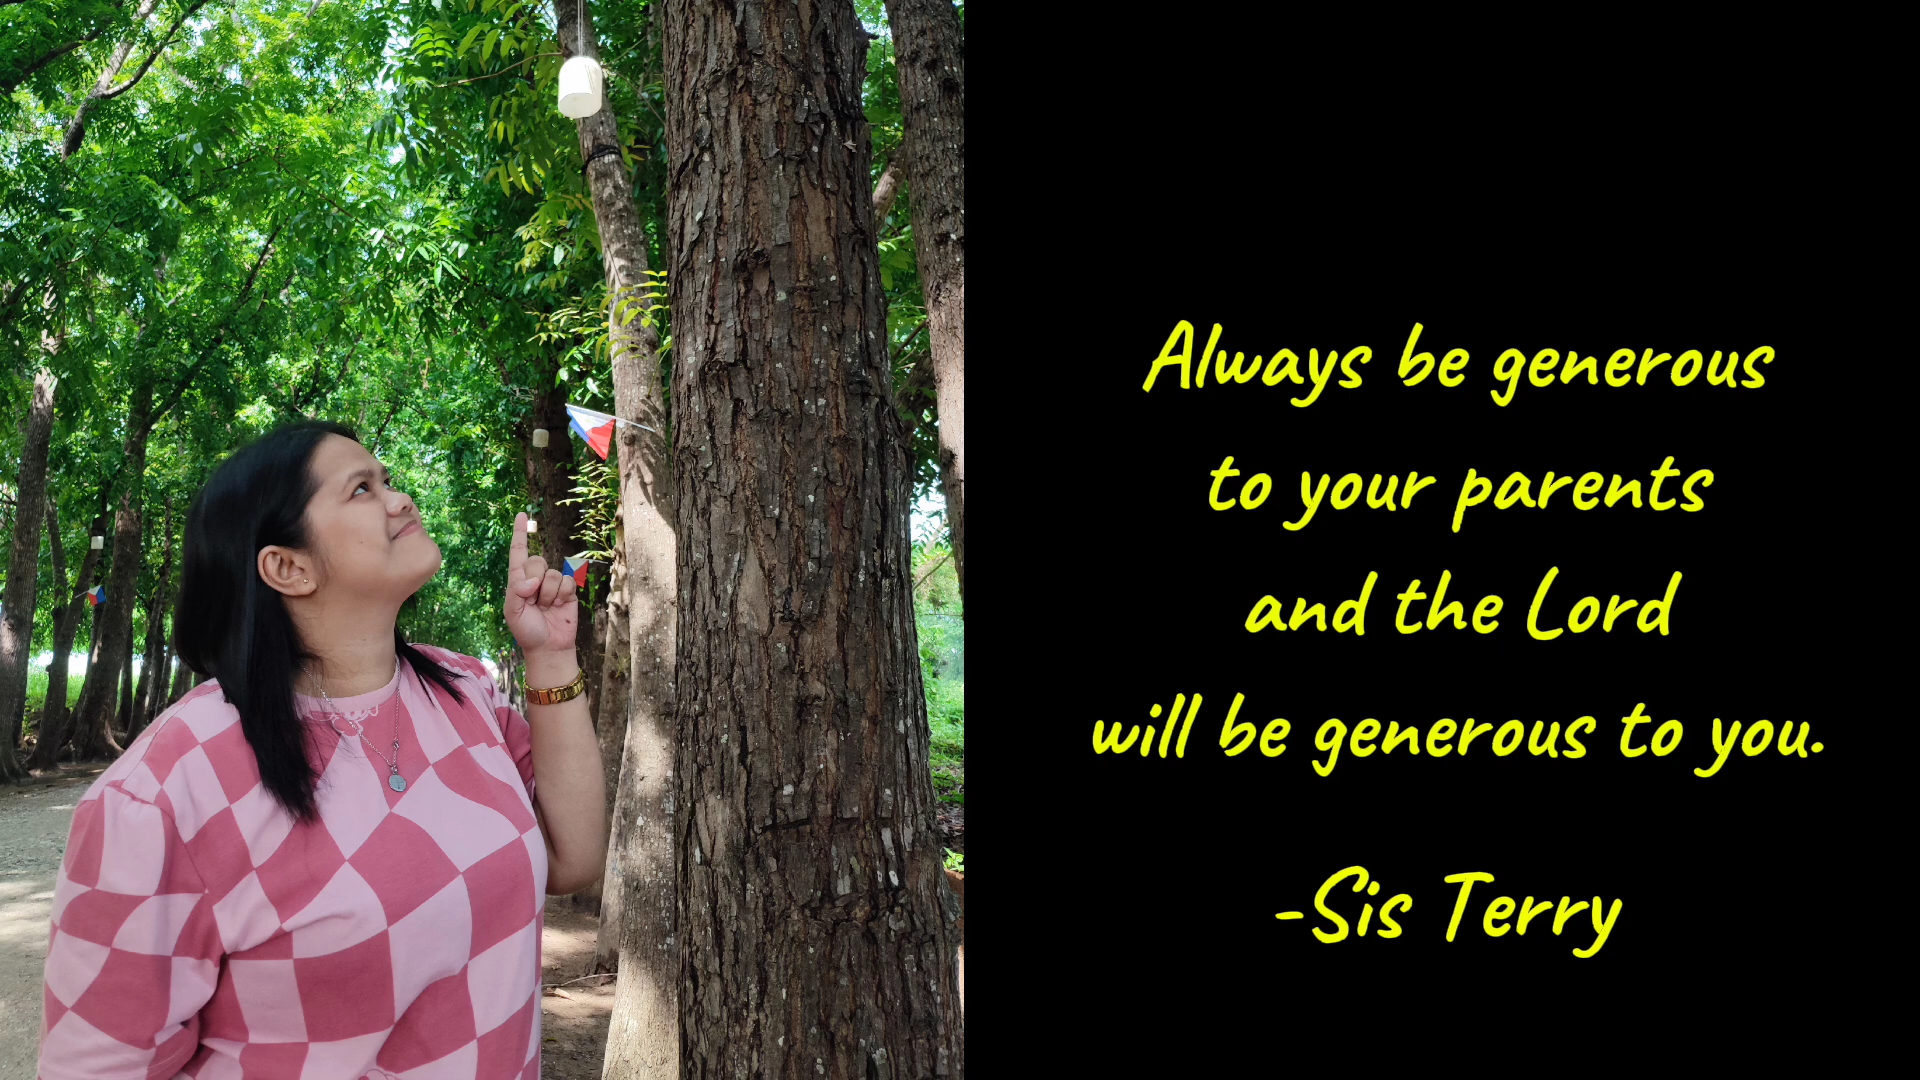 Always be generous
to your parents
and the Lord
will be generous to you.
-Sis Terry